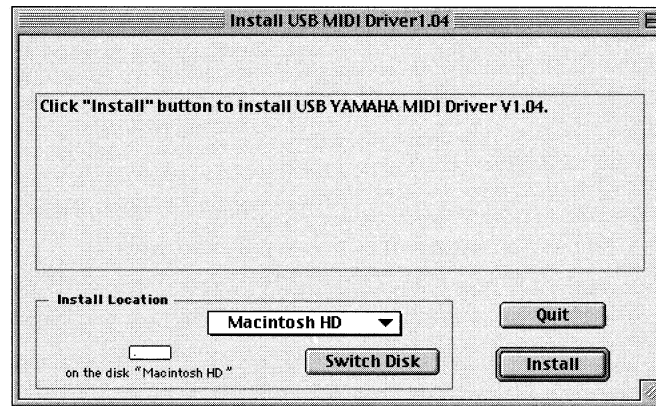 Install USB MIDI Driver1.04
Click "Install" button to install USB YAMAHA MIDI Driver V1.04.
Install Location
Macintosh HD
Quit
on the disk "Macintosh HD"
Switch Disk
Install